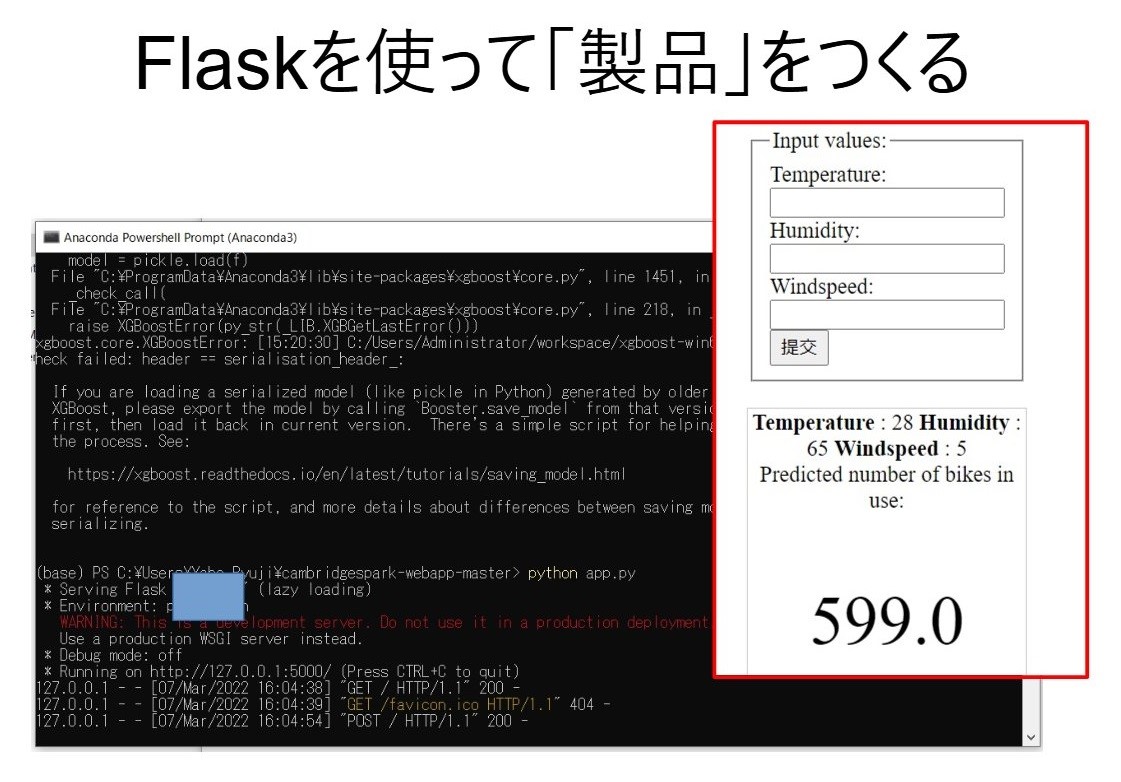 Flaskを使って「製品」をつくる
Anaconda Powershell Prompt (Anaconda3)
model = pickle.load(f)
File "C:¥ProgramData¥Anaconda3¥lib¥site-packages¥xgboost¥core.py", line 1451, in
_check_call(
File "C:¥ProgramData¥Anaconda3¥lib¥site-packages¥xgboost¥core.py", line 218, in _
raise XGBoostError(py_str(_LIB.XGBGetLastError()))
xgboost.core.XGBoostError: [15:20:30] C:/Users/Administrator/workspace/xgboost-win6
heck failed: header == serialisation_header_:
If you are loading a serialized model (like pickle in Python) generated by older
XGBoost, please export the model by calling `Booster.save_model` from that versio
first, then load it back in current version. There's a simple script for helping
the process. See:
https://xgboost.readthedocs.io/en/latest/tutorials/saving_model.html
for reference to the script, and more details about differences between saving mo
serializing.
(base) PS C:¥Users¥Yabe Ryuji¥cambridgespark-webapp-master> python app.py
* Serving Flask (lazy loading)
* Environment: p n
WARNING: This is a development server. Do not use it in a production deployment
Use a production WSGI server instead.
* Debug mode: off
* Running on http://127.0.0.1:5000/ (Press CTRL+C to quit)
127.0.0.1 - - [07/Mar/2022 16:04:38] "GET / HTTP/1.1" 200 -
127.0.0.1 - - [07/Mar/2022 16:04:39] "GET /favicon.ico HTTP/1.1" 404 -
127.0.0.1 - - [07/Mar/2022 16:04:54] "POST / HTTP/1.1" 200 -
Input values:
Temperature:
Humidity:
Windspeed:
提交
Temperature : 28 Humidity :
65 Windspeed : 5
Predicted number of bikes in
use:
599.0